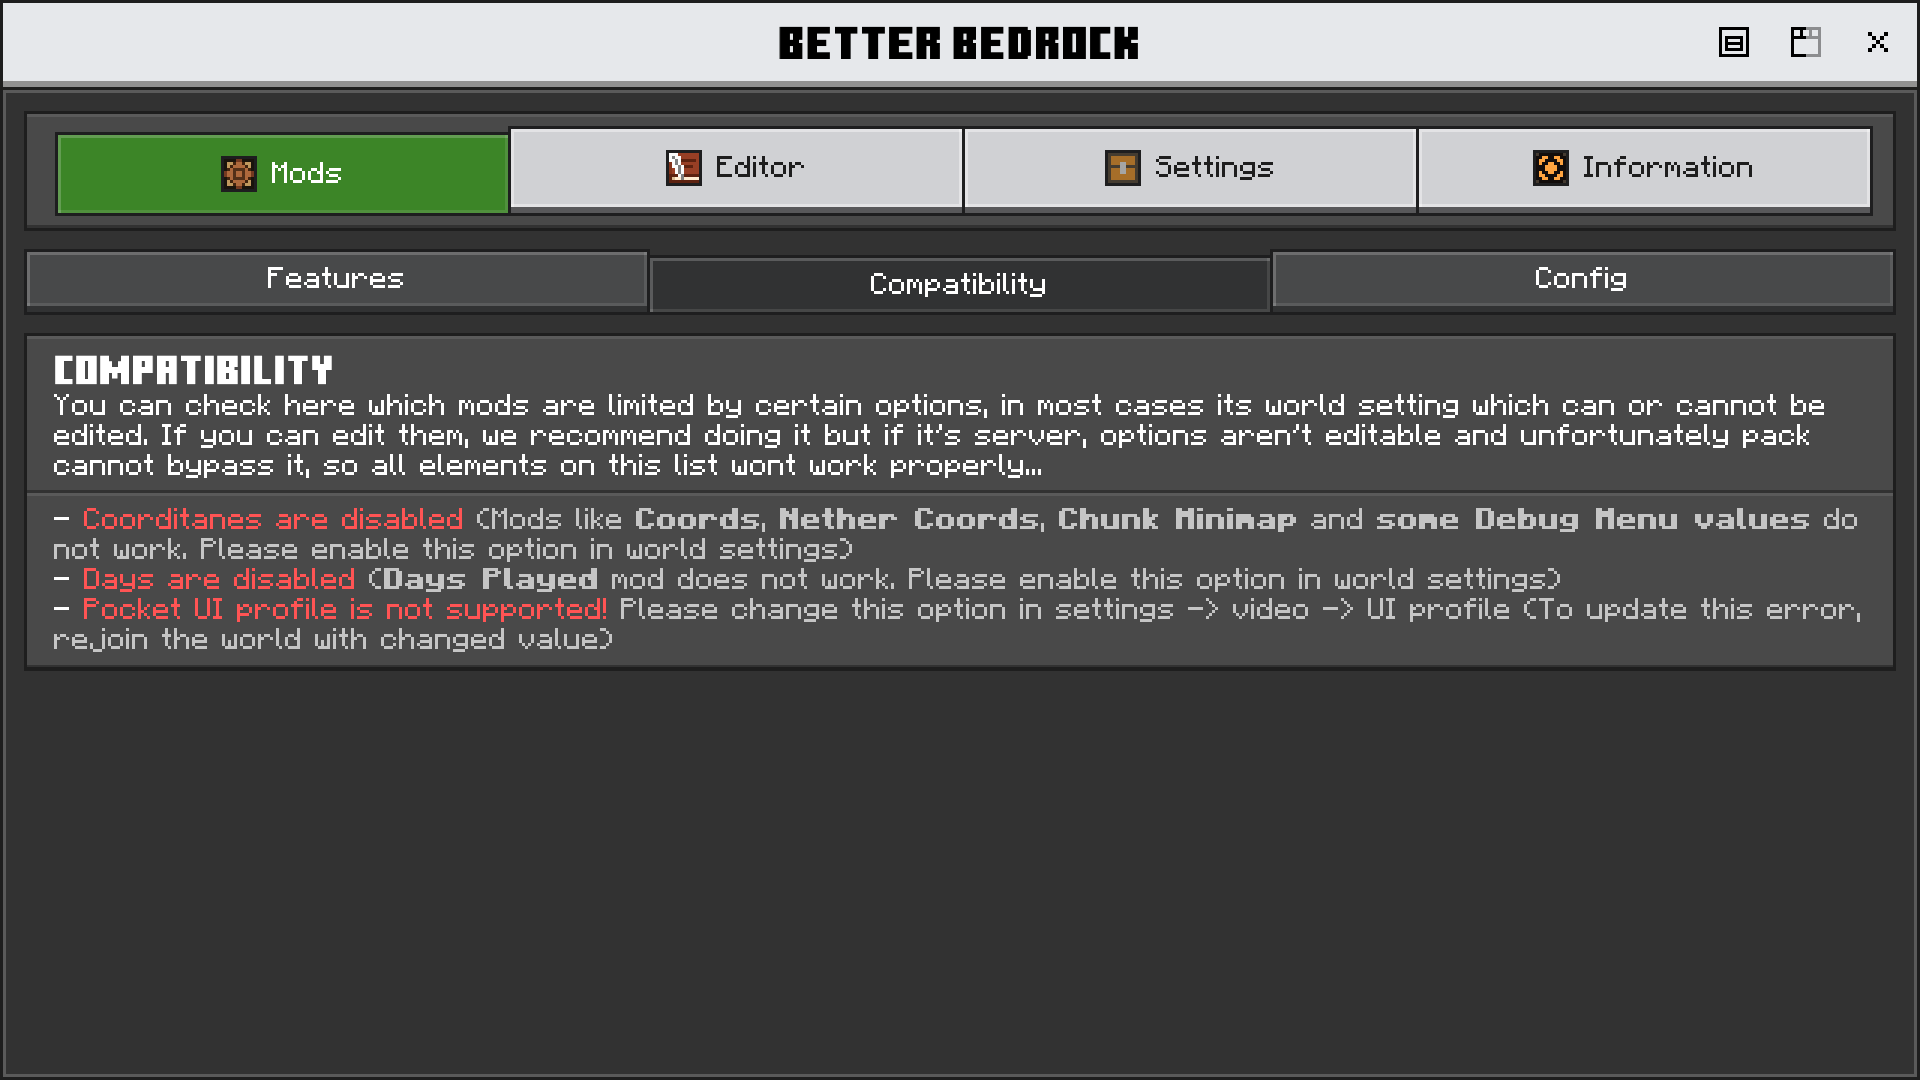 BETTER BEDROCK
Mods
Editor
Settings
Information
Features
Compatibility
Config
COMPATIBILITY
You can check here which mods are limited by certain options, in most cases its world setting which can or cannot be
edited. If you can edit them, we recommend doing it but if it's server, options aren't editable and unfortunately pack
cannot bypass it, so all elements on this list wont work properly...
- Coorditanes are disabled (Mods like Coords, Nether Coords, Chunk Minimap and some Debug Menu values do
not work. Please enable this option in world settings)
- Days are disabled (Days Played mod does not work. Please enable this option in world settings)
- Pocket UI profile is not supported! Please change this option in settings -> video -> UI profile (To update this error,
rejoin the world with changed value)